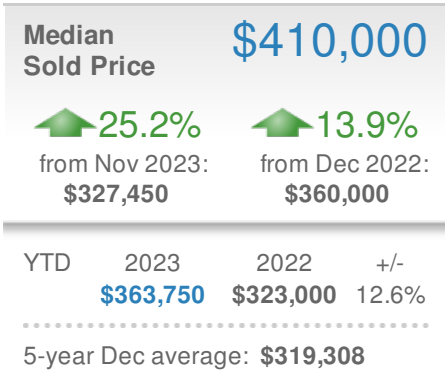 Median
Sold Price
$410,000
25.2%
from Nov 2023:
$327,450
13.9%
from Dec 2022:
$360,000
YTD 2023 2022 +/-
$363,750 $323,000 12.6%
5-year Dec average: $319,308